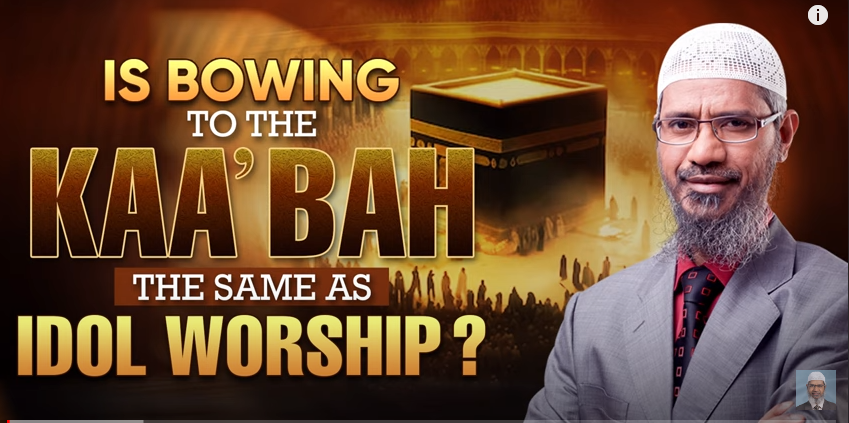 IS BOWING
TO THE
KAA'BAH
THE SAME AS
IDOL WORSHIP?